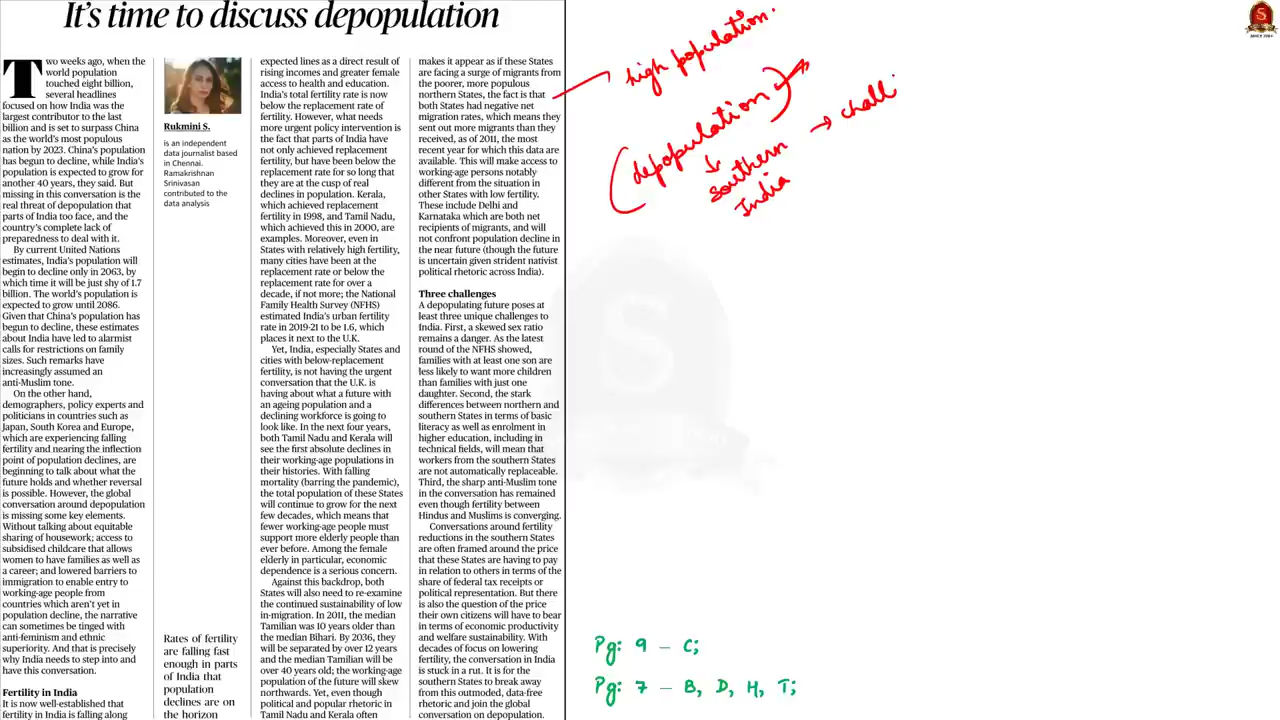 It's time to discuss depopulation
Two weeks ago, when the
world population
touched eight billion,
several headlines
focused on how India was the
largest contributor to the last
billion and is set to surpass China
as the world's most populous
nation by 2023. China's population
has begun to decline, while India's
population is expected to grow for
another 40 years, they said. But
missing in this conversation is the
real threat of depopulation that
parts of India too face, and the
country's complete lack of
preparedness to deal with it.
By current United Nations
estimates, India's population will
begin to decline only in 2063, by
which time it will be just shy of 1.7
billion. The world's population is
expected to grow until 2086.
Given that China's population has
begun to decline, these estimates
about India have led to alarmist
calls for restrictions on family
sizes. Such remarks have
increasingly assumed an
anti-Muslim tone.
On the other hand,
demographers, policy experts and
politicians in countries such as
Japan, South Korea and Europe,
which are experiencing falling
fertility and nearing the inflection
point of population declines, are
beginning to talk about what the
future holds and whether reversal
is possible. However, the global
conversation around depopulation
is missing some key elements.
Without talking about equitable
sharing of housework; access to
subsidised childcare that allows
women to have families as well as
a career; and lowered barriers to
immigration to enable entry to
working-age people from
countries which aren't yet in
population decline, the narrative
can sometimes be tinged with
anti-feminism and ethnic
superiority. And that is precisely
why India needs to step into and
have this conversation.
Fertility in India
It is now well-established that
fertility in India is falling along
Rukmini S.
is an independent
data journalist based
in Chennai.
Ramakrishnan
Srinivasan
contributed to the
data analysis
Rates of fertility
are falling fast
enough in parts
of India that
population
declines are on
the horizon
expected lines as a direct result of
rising incomes and greater female
access to health and education.
India's total fertility rate is now
below the replacement rate of
fertility. However, what needs
more urgent policy intervention is
the fact that parts of India have
not only achieved replacement
fertility, but have been below the
replacement rate for so long that
they are at the cusp of real
declines in population. Kerala,
which achieved replacement
fertility in 1998, and Tamil Nadu,
which achieved this in 2000, are
examples. Moreover, even in
States with relatively high fertility,
many cities have been at the
replacement rate or below the
replacement rate for over a
decade, if not more; the National
Family Health Survey (NFHS)
estimated India's urban fertility
rate in 2019-21 to be 1.6, which
places it next to the U.K.
Yet, India, especially States and
cities with below-replacement
fertility, is not having the urgent
conversation that the U.K. is
having about what a future with
an ageing population and a
declining workforce is going to
look like. In the next four years,
both Tamil Nadu and Kerala will
see the first absolute declines in
their working-age populations in
their histories. With falling
mortality (barring the pandemic),
the total population of these States
will continue to grow for the next
few decades, which means that
fewer working-age people must
support more elderly people than
ever before. Among the female
elderly in particular, economic
dependence is a serious concern.
Against this backdrop, both
States will also need to re-examine
the continued sustainability of low
in-migration. In 2011, the median
Tamilian was 10 years older than
the median Bihari. By 2036, they
will be separated by over 12 years
and the median Tamilian will be
over 40 years old; the working-age
population of the future will skew
northwards. Yet, even though
political and popular rhetoric in
Tamil Nadu and Kerala often
makes it appear as if these States
are facing a surge of migrants from
the poorer, more populous
northern States, the fact is that
both States had negative net
migration rates, which means they
sent out more migrants than they
received, as of 2011, the most
recent year for which this data are
available. This will make access to
working-age persons notably
different from the situation in
other States with low fertility.
These include Delhi and
Karnataka which are both net
recipients of migrants, and will
not confront population decline in
the near future (though the future
is uncertain given strident nativist
political rhetoric across India).
Three challenges
A depopulating future poses at
least three unique challenges to
India. First, a skewed sex ratio
remains a danger. As the latest
round of the NFHS showed,
families with at least one son are
less likely to want more children
than families with just one
daughter. Second, the stark
differences between northern and
southern States in terms of basic
literacy as well as enrolment in
higher education, including in
technical fields, will mean that
workers from the southern States
are not automatically replaceable.
Third, the sharp anti-Muslim tone
in the conversation has remained
even though fertility between
Hindus and Muslims is converging.
Conversations around fertility
reductions in the southern States
are often framed around the price
that these States are having to pay
in relation to others in terms of the
share of federal tax receipts or
political representation. But there
is also the question of the price
their own citizens will have to bear
in terms of economic productivity
and welfare sustainability. With
decades of focus on lowering
fertility, the conversation in India
is stuck in a rut. It is for the
southern States to break away
from this outmoded, data-free
rhetoric and join the global
conversation on depopulation.
high population.
(depopulation)
→ chall
Southern
India
Pg: 9 - C;
Pg: 7 - B, D, H, T;
S